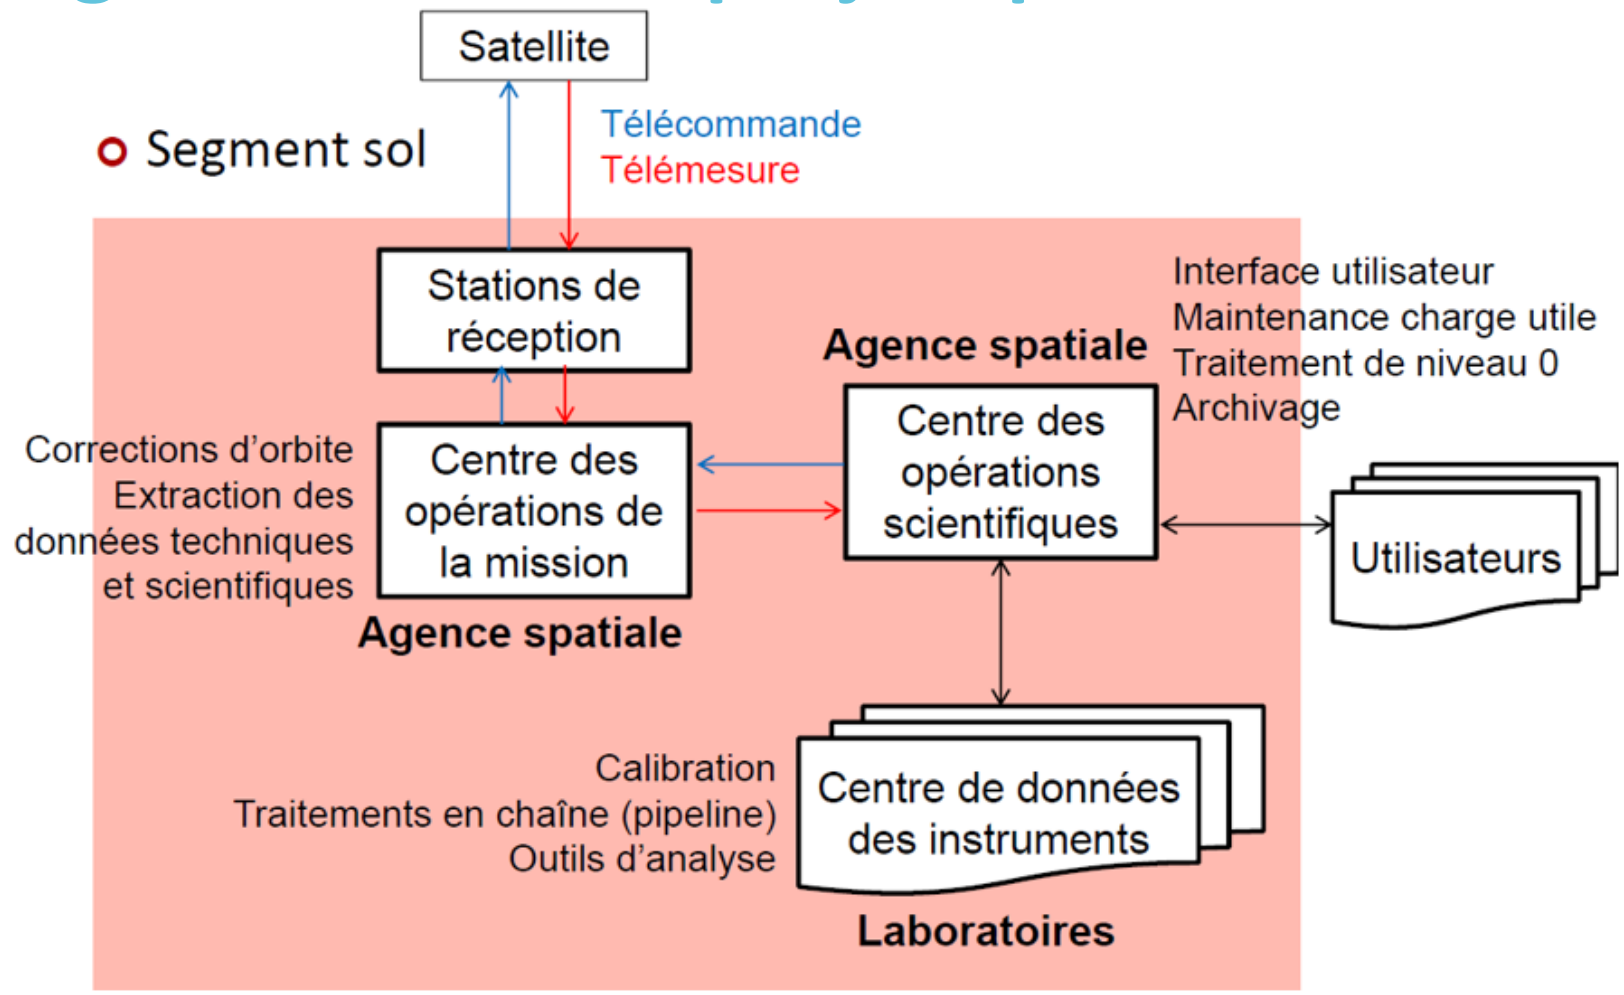 Satellite
Télécommande
Télémesure
Segment sol
Stations de
réception
Agence spatiale
Interface utilisateur
Maintenance charge utile
Traitement de niveau 0
Archivage
Corrections d’orbite
Extraction des
données techniques
et scientifiques
Centre des
opérations de
la mission
Agence spatiale
Centre des
opérations
scientifiques
Utilisateurs
Calibration
Traitements en chaîne (pipeline)
Outils d’analyse
Centre de données
des instruments
Laboratoires